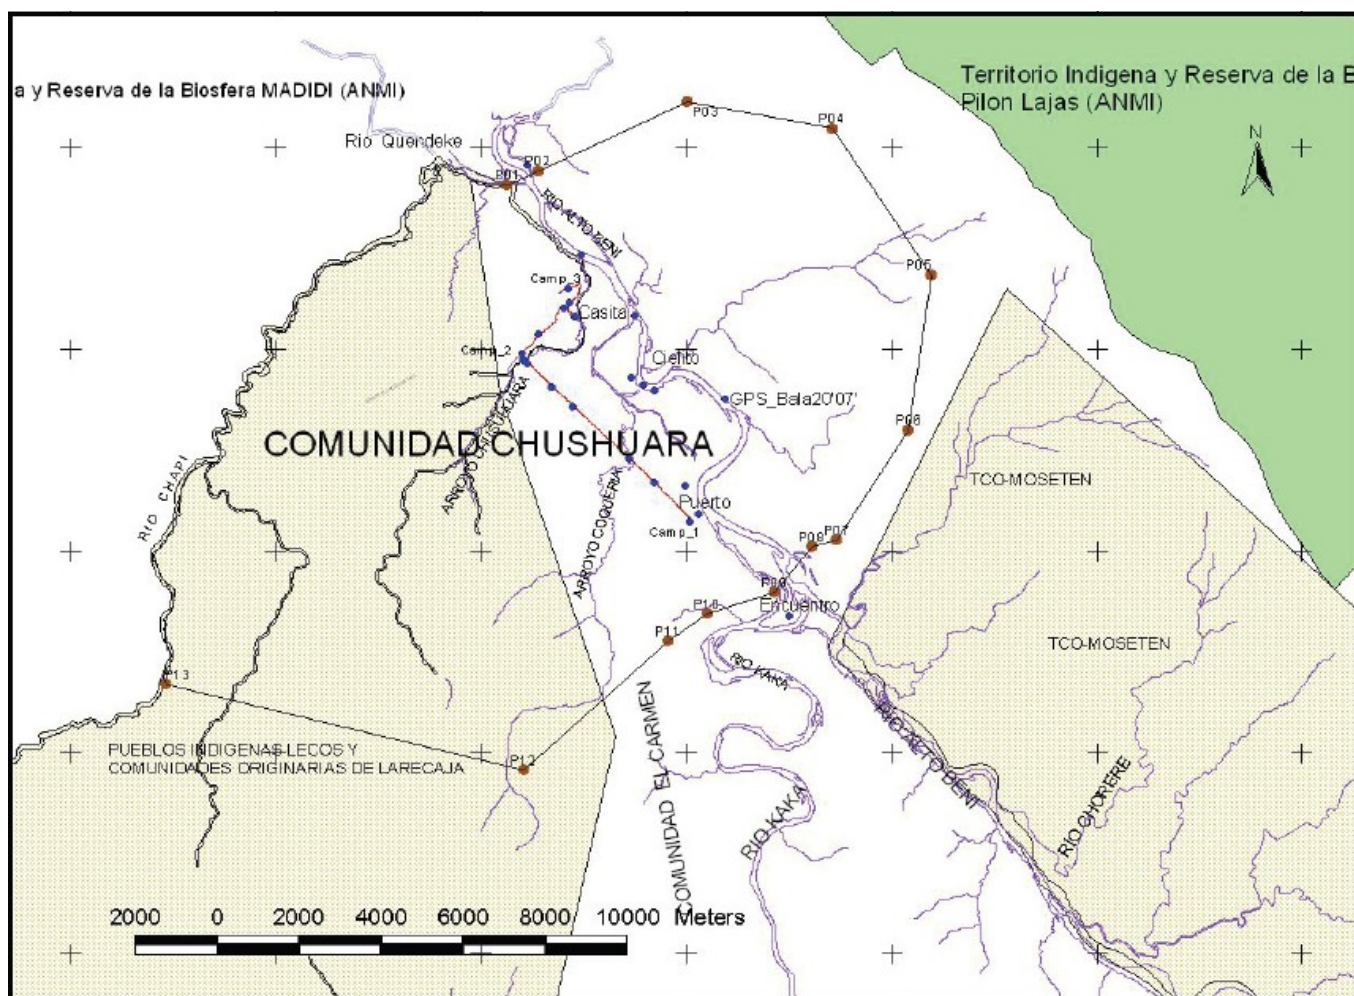 Territorio Indigena y Reserva de la B
Pilon Lajas (ANMI)
a y Reserva de la Biosfera MADIDI (ANMI)
P03
P04
N
Rio Quendeke
P02
P01
RIO ALTO BENI
P05
Camp_3
Casita
Camp_2
Cielito
GPS_Bala20'07'
P06
COMUNIDAD CHUSHUARA
ARROYO CHUSHUARA
RIO CHAPI
TCO-MOSETEN
ARROYO COQUERIA
Puerto
Camp_1
P08
P07
P09
Encuentro
P10
P11
TCO-MOSETEN
RIO KAKA
P13
COMUNIDAD EL CARMEN
RIO ALTO BENI
PUEBLOS INDIGENAS LECOS Y
COMUNIDADES ORIGINARIAS DE LARECAJA
P12
RIO KAKA
RIO CHORERE
2000 0 2000 4000 6000 8000 10000 Meters